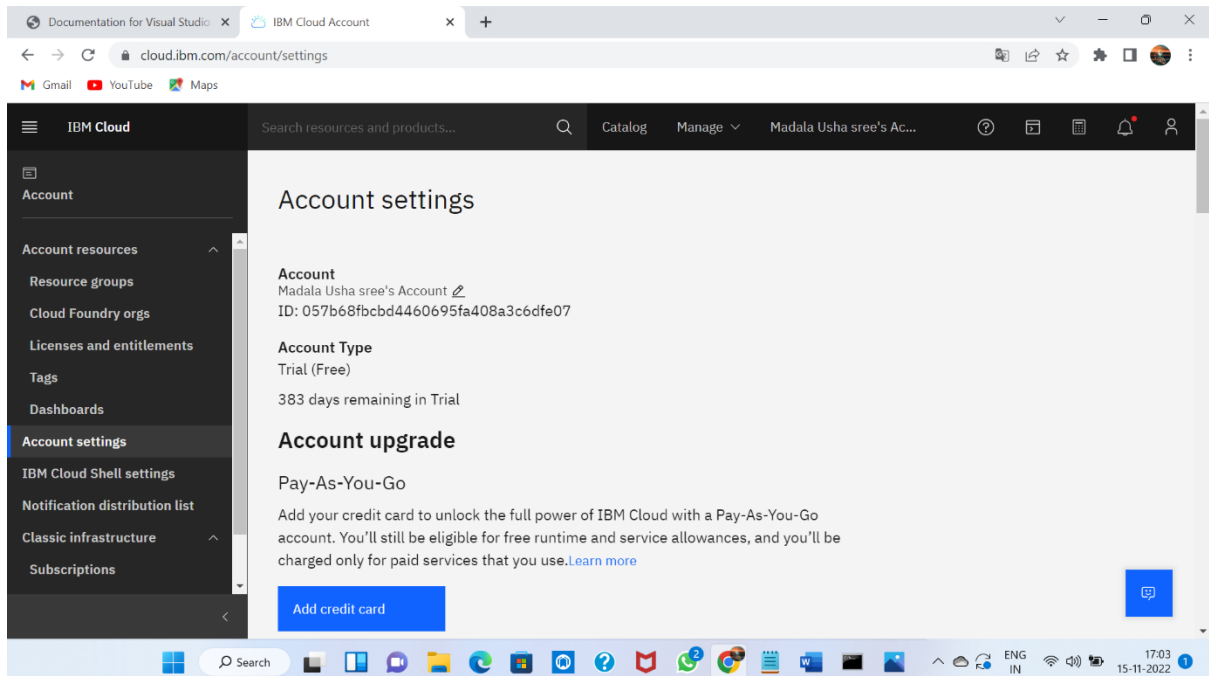 Documentation for Visual Studio
IBM Cloud Account
cloud.ibm.com/account/settings
Gmail YouTube Maps
IBM Cloud Search resources and products... Catalog Manage Madala Usha sree's Ac...
Account
Account resources
Resource groups
Cloud Foundry orgs
Licenses and entitlements
Tags
Dashboards
Account settings
IBM Cloud Shell settings
Notification distribution list
Classic infrastructure
Subscriptions
Account settings
Account
Madala Usha sree's Account
ID: 057b68fbcbd4460695fa408a3c6dfe07
Account Type
Trial (Free)
383 days remaining in Trial
Account upgrade
Pay-As-You-Go
Add your credit card to unlock the full power of IBM Cloud with a Pay-As-You-Go
account. You’ll still be eligible for free runtime and service allowances, and you’ll be
charged only for paid services that you use.Learn more
Add credit card
Search
ENG
IN
17:03
15-11-2022
1